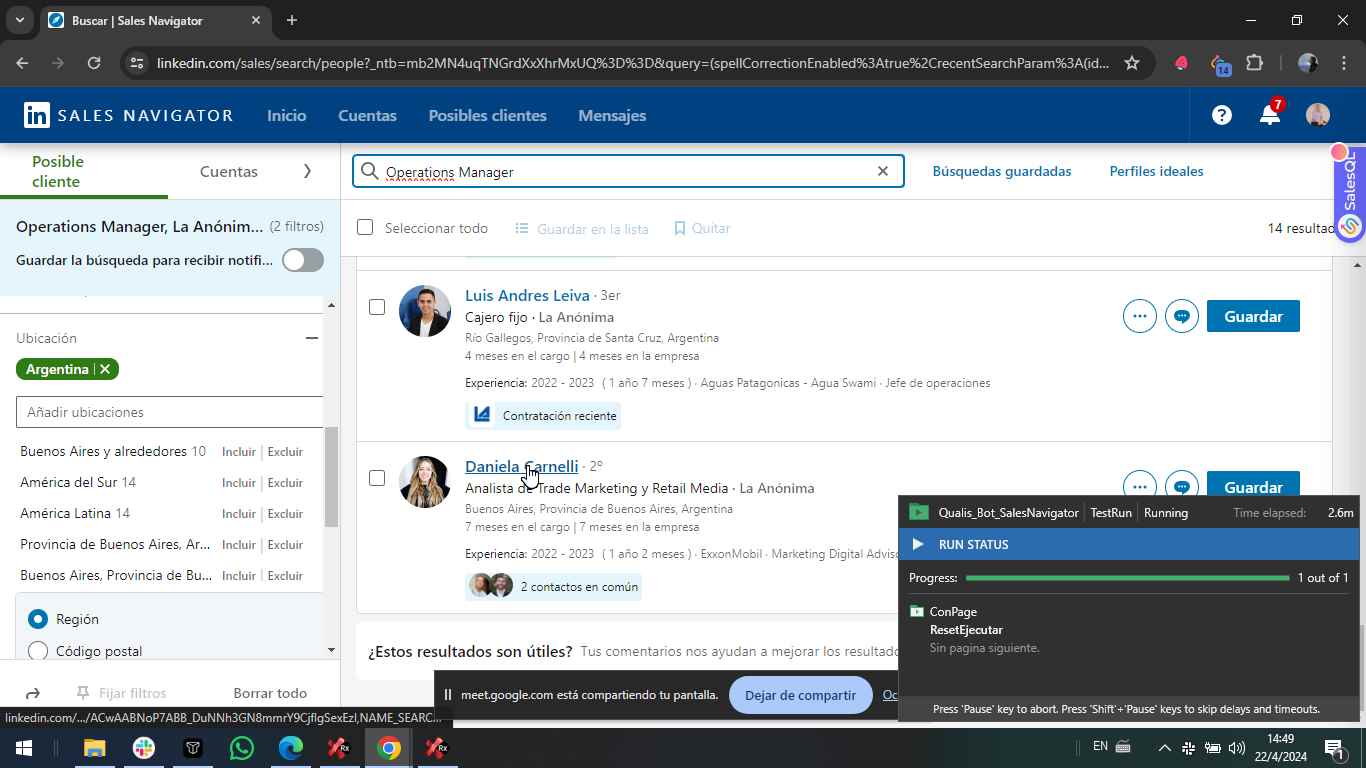 Buscar | Sales Navigator
linkedin.com/sales/search/people?_ntb=mb2MN4uqTNGrdXxXhrMxUQ%3D%3D&query=(spellCorrectionEnabled%3Atrue%2CrecentSearchParam%3A(id...
14
in SALES NAVIGATOR
Inicio
Cuentas
Posibles clientes
Mensajes
7
Posible cliente
Cuentas
Operations Manager
Búsquedas guardadas
Perfiles ideales
SalesQL
Operations Manager, La Anónim... (2 filtros)
Guardar la búsqueda para recibir notifi...
Seleccionar todo
Guardar en la lista
Quitar
14 resultad
Ubicación
Argentina
Añadir ubicaciones
Buenos Aires y alrededores 10 Incluir | Excluir
América del Sur 14 Incluir | Excluir
América Latina 14 Incluir | Excluir
Provincia de Buenos Aires, Ar... Incluir | Excluir
Buenos Aires, Provincia de Bu... Incluir | Excluir
Región
Código postal
Fijar filtros
Borrar todo
Luis Andres Leiva · 3er
Cajero fijo · La Anónima
Río Gallegos, Provincia de Santa Cruz, Argentina
4 meses en el cargo | 4 meses en la empresa
Experiencia: 2022 - 2023 ( 1 año 7 meses ) · Aguas Patagonicas - Agua Swami · Jefe de operaciones
Contratación reciente
Guardar
Daniela Carnelli · 2º
Analista de Trade Marketing y Retail Media · La Anónima
Buenos Aires, Provincia de Buenos Aires, Argentina
7 meses en el cargo | 7 meses en la empresa
Experiencia: 2022 - 2023 ( 1 año 2 meses ) · ExxonMobil · Marketing Digital Adviso
2 contactos en común
Guardar
¿Estos resultados son útiles? Tus comentarios nos ayudan a mejorar los resultado
Qualis_Bot_SalesNavigator | TestRun | Running
Time elapsed: 2.6m
RUN STATUS
Progress: 1 out of 1
ConPage
ResetEjecutar
Sin pagina siguiente.
Press 'Pause' key to abort. Press 'Shift'+'Pause' keys to skip delays and timeouts.
meet.google.com está compartiendo tu pantalla.
Dejar de compartir
Oc
linkedin.com/.../ACwAABNoP7ABB_DuNNh3GN8mmrY9CjflgSexEzI,NAME_SEARC...
Rx
Rx
EN
14:49
22/4/2024
1